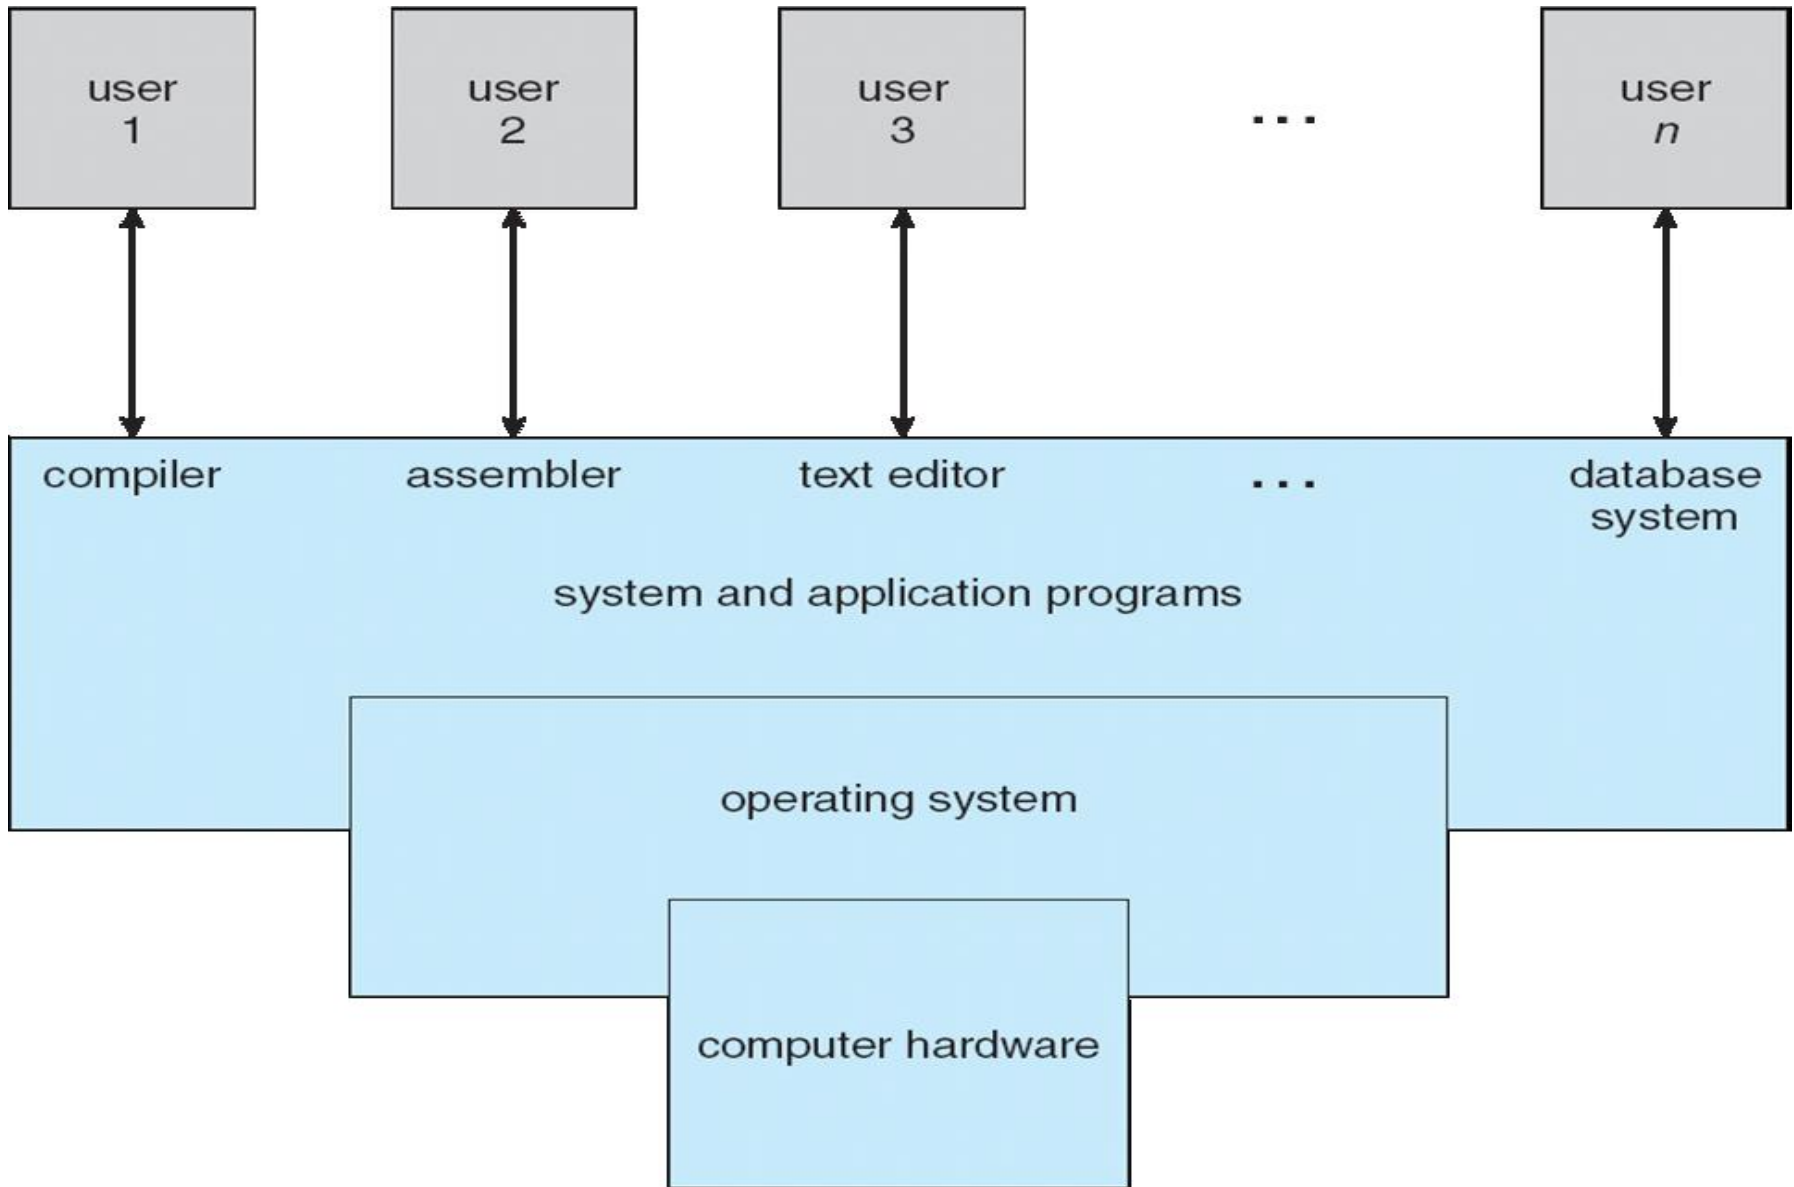 user
1
user
2
user
3
...
user
n
compiler
assembler
text editor
...
database
system
system and application programs
operating system
computer hardware